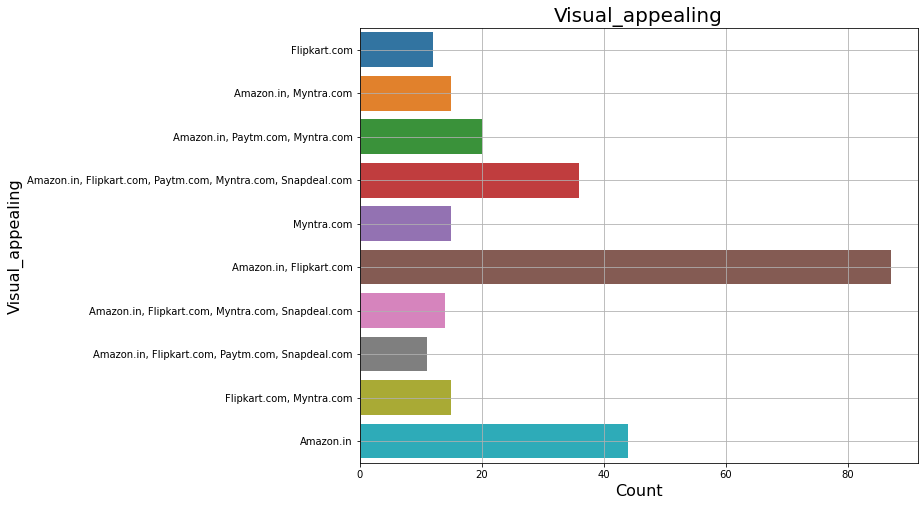 Visual_appealing
Flipkart.com
Amazon.in, Myntra.com
Amazon.in, Paytm.com, Myntra.com
Amazon.in, Flipkart.com, Paytm.com, Myntra.com, Snapdeal.com
Myntra.com
Amazon.in, Flipkart.com
Amazon.in, Flipkart.com, Myntra.com, Snapdeal.com
Amazon.in, Flipkart.com, Paytm.com, Snapdeal.com
Flipkart.com, Myntra.com
Amazon.in
Visual_appealing
0 20 40 60 80
Count